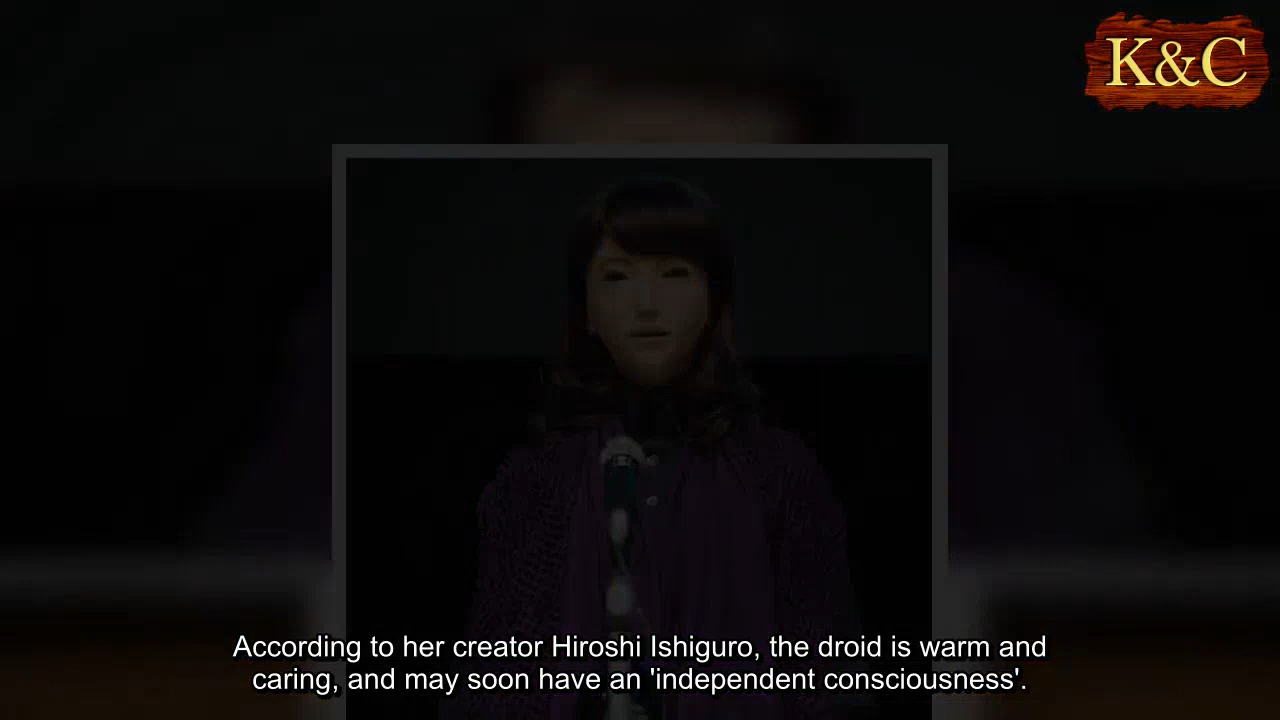 K&C
According to her creator Hiroshi Ishiguro, the droid is warm and
caring, and may soon have an 'independent consciousness'.